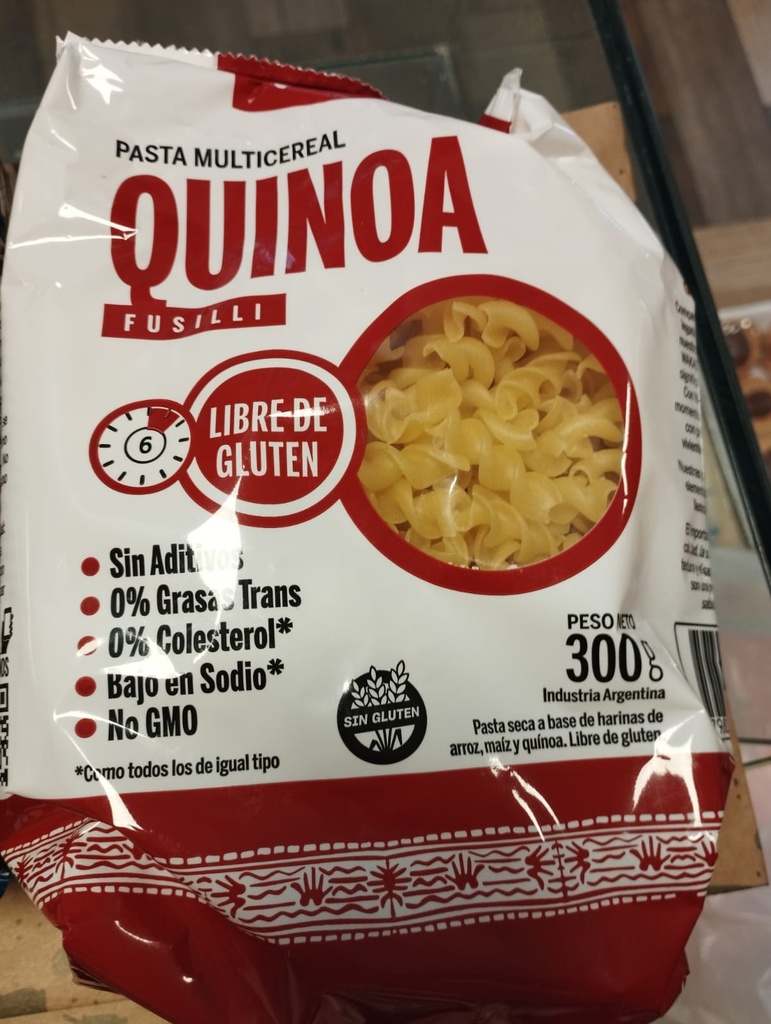 PASTA MULTICEREAL
QUINOA
FUSILLI
6
LIBRE DE
GLUTEN
Sin Aditivos
0% Grasas Trans
0% Colesterol*
Bajo en Sodio*
No GMO
*Como todos los de igual tipo
SIN GLUTEN
PESO NETO
300g
Industria Argentina
Pasta seca a base de harinas de
arroz, maíz y quínoa. Libre de gluten